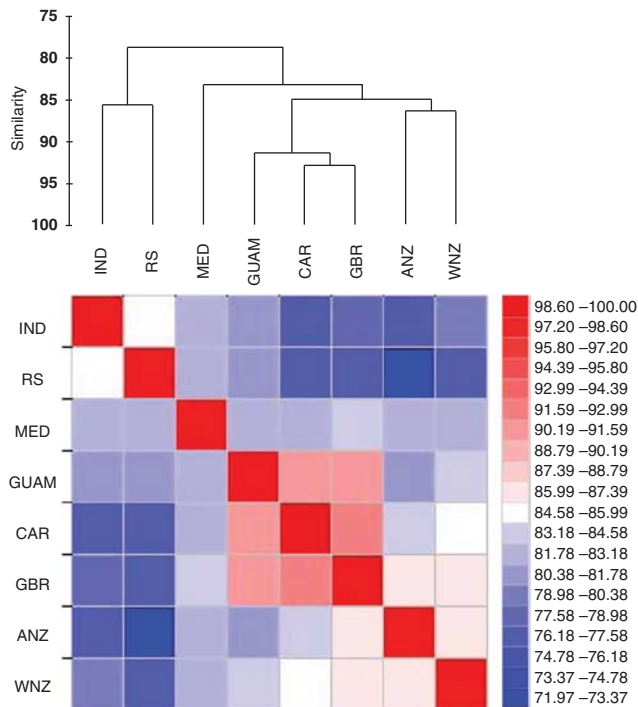 75
80
85
90
95
100
Similarity
IND RS MED GUAM CAR GBR ANZ WNZ
IND
RS
MED
GUAM
CAR
GBR
ANZ
WNZ
98.60 –100.00
97.20 –98.60
95.80 –97.20
94.39 –95.80
92.99 –94.39
91.59 –92.99
90.19 –91.59
88.79 –90.19
87.39 –88.79
85.99 –87.39
84.58 –85.99
83.18 –84.58
81.78 –83.18
80.38 –81.78
78.98 –80.38
77.58 –78.98
76.18 –77.58
74.78 –76.18
73.37 –74.78
71.97 –73.37